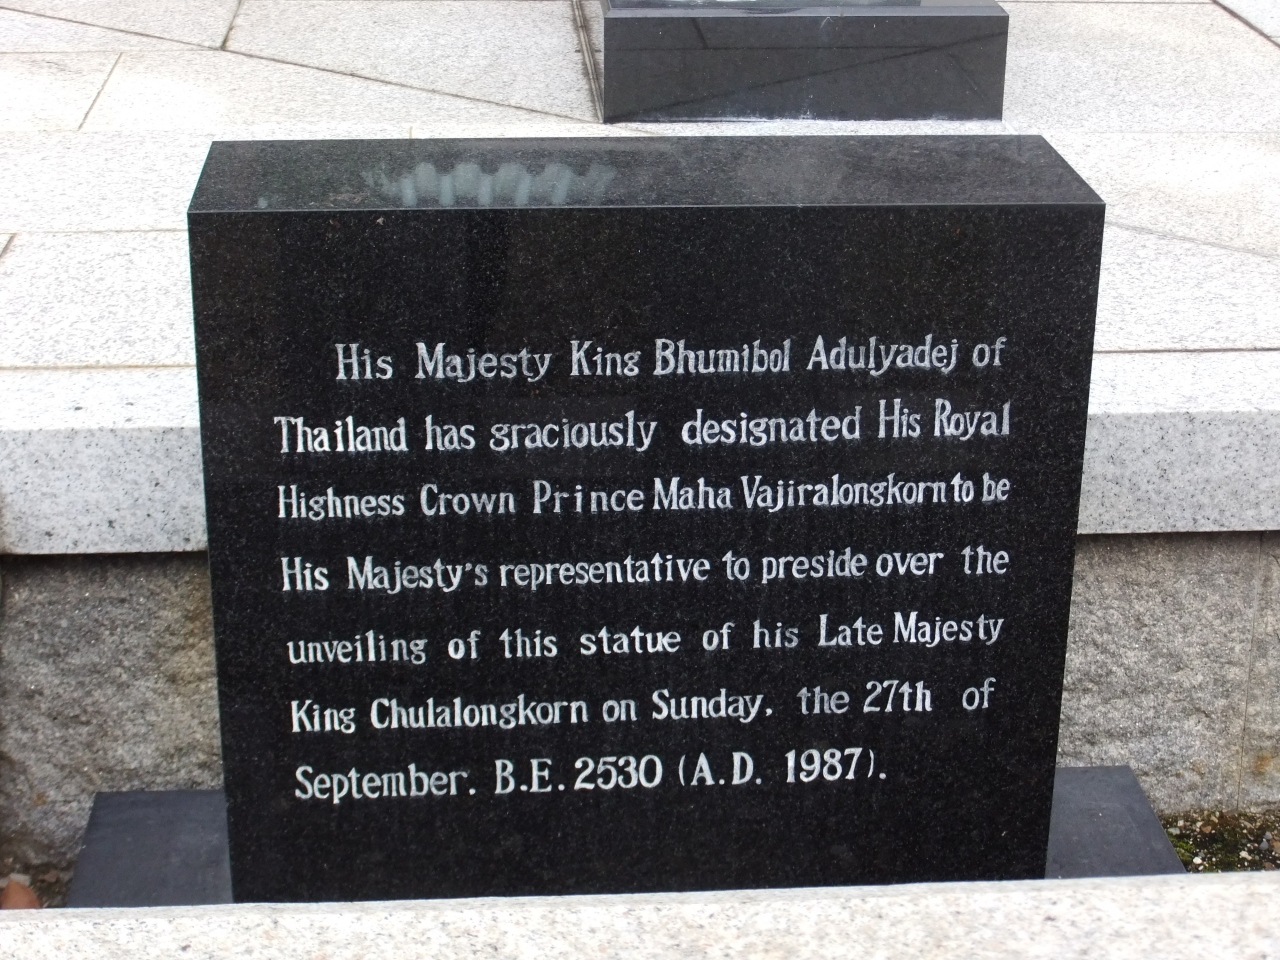 His Majesty King Bhumibol Adulyadej of
Thailand has graciously designated His Royal
Highness Crown Prince Maha Vajiralongkorn to be
His Majesty's representative to preside over the
unveiling of this statue of his Late Majesty
King Chulalongkorn on Sunday, the 27th of
September, B.E. 2530 (A.D. 1987).